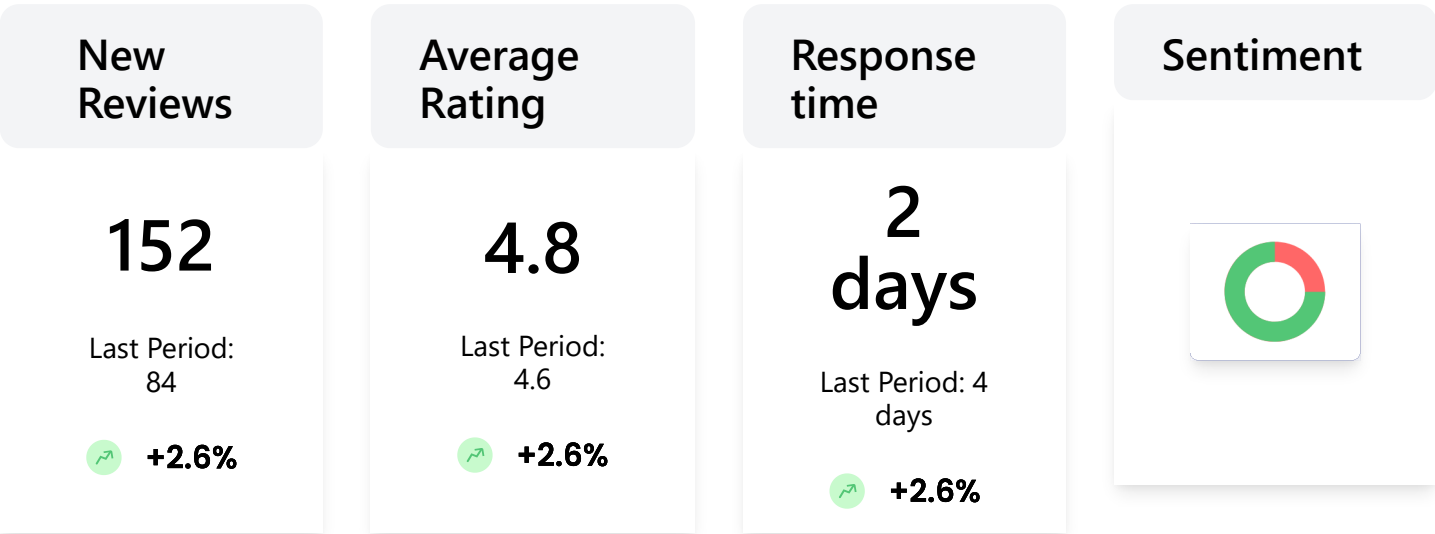 New
Reviews
152
Last Period:
84
+2.6%
Average
Rating
4.8
Last Period:
4.6
+2.6%
Response
time
2
days
Last Period: 4
days
+2.6%
Sentiment